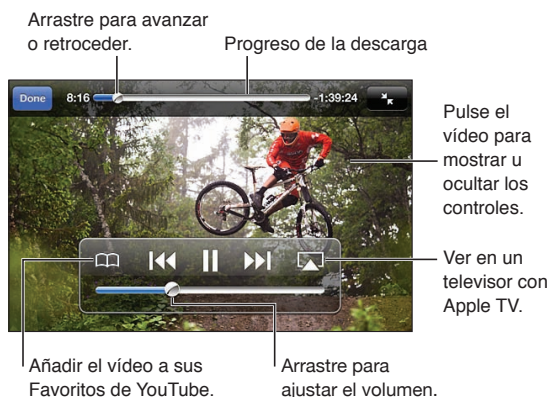 Arrastre para avanzar
o retroceder.
Progreso de la descarga
Done
8:16
-1:39:24
Pulse el
vídeo para
mostrar u
ocultar los
controles.
Ver en un
televisor con
Apple TV.
Añadir el vídeo a sus
Favoritos de YouTube.
Arrastre para
ajustar el volumen.